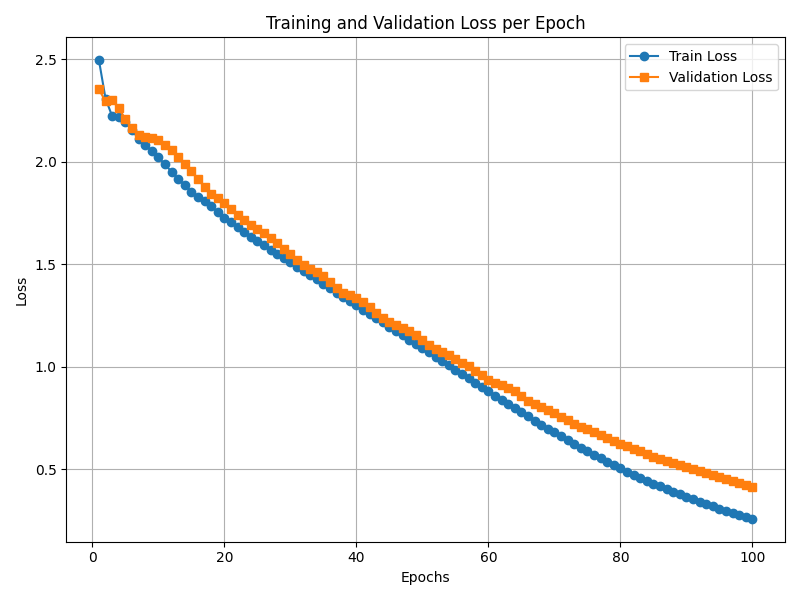 Training and Validation Loss per Epoch
Train Loss
Validation Loss
2.5
2.0
1.5
1.0
0.5
Loss
0 20 40 60 80 100
Epochs